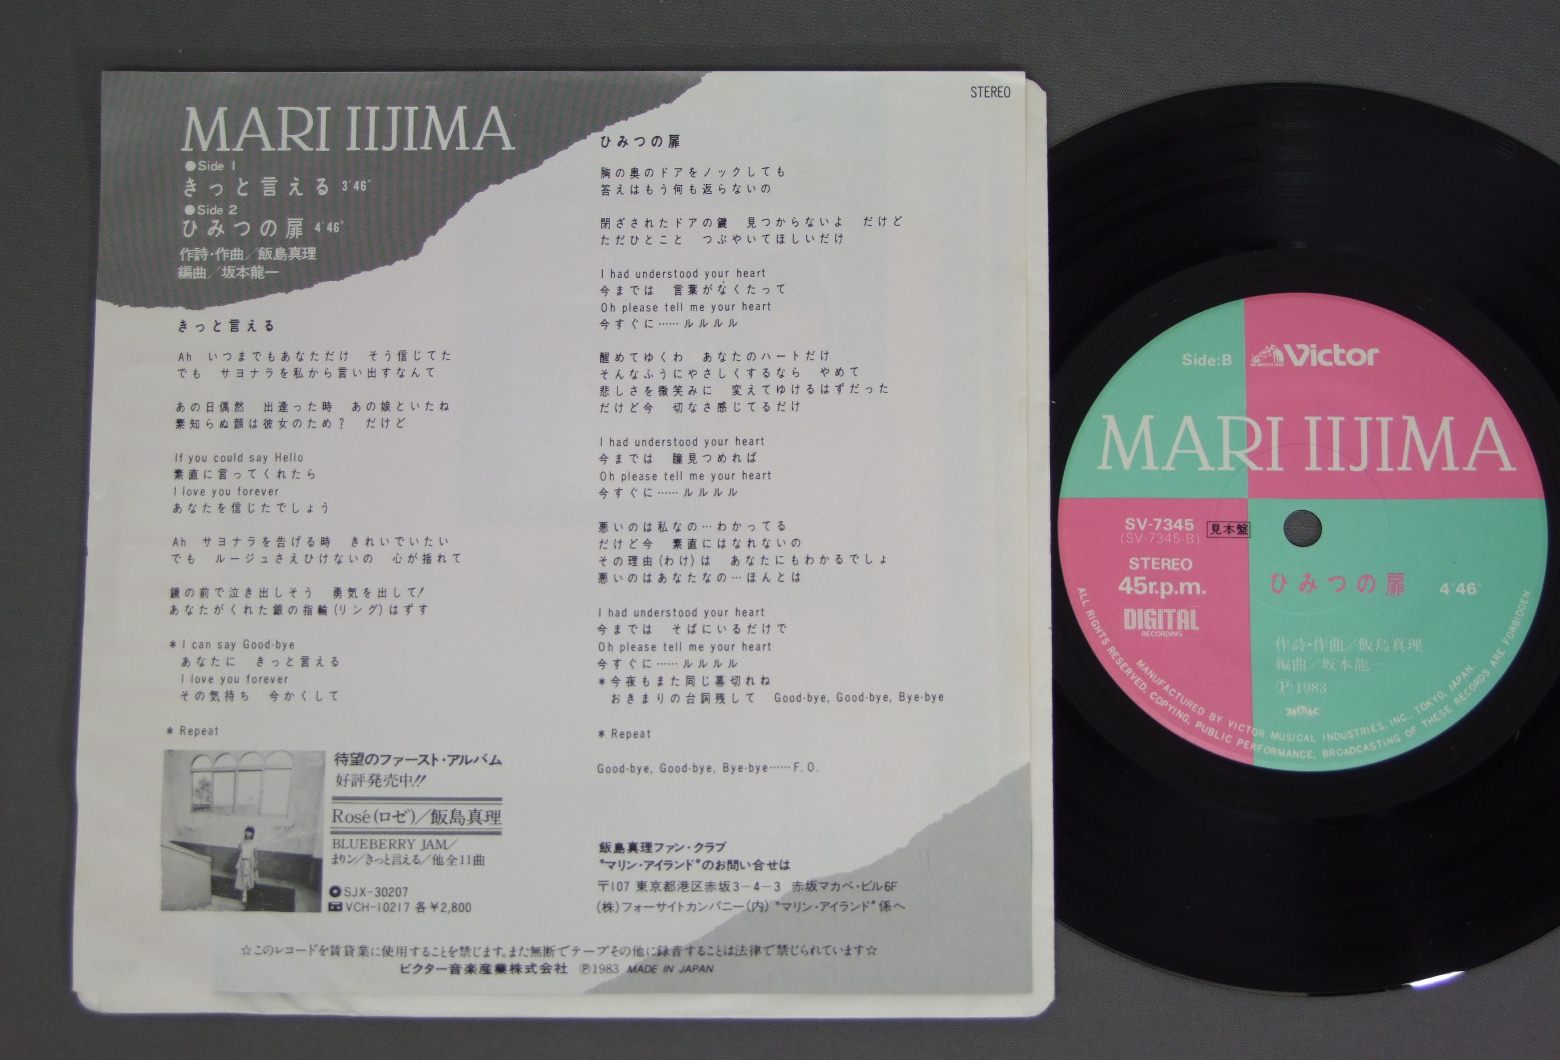 MARI IIJIMA
●Side 1
きっと言える 3'46"
●Side 2
ひみつの扉 4'46"
作詩・作曲／飯島真理
編曲／坂本龍一
きっと言える
Ah いつまでもあなただけ そう信じてた
でも サヨナラを私から言い出すなんて
あの日偶然 出逢った時 あの娘といたね
素知らぬ顔は彼女のため? だけど
If you could say Hello
素直に言ってくれたら
I love you forever
あなたを信じたでしょう
Ah サヨナラを告げる時 きれいでいたい
でも ルージュさえひけないの 心が揺れて
鏡の前で泣き出しそう 勇気を出して!
あなたがくれた銀の指輪(リング)はずす
* I can say Good-bye
あなたに きっと言える
I love you forever
その気持ち 今かくして
* Repeat
待望のファースト・アルバム
好評発売中!!
Rosé(ロゼ)／飯島真理
BLUEBERRY JAM／
まりン／きっと言える／他全11曲
SJX-30207
VCH-10217 各¥2,800
STEREO
ひみつの扉
胸の奥のドアをノックしても
答えはもう何も返らないの
閉ざされたドアの鍵 見つからないよ だけど
ただひとこと つぶやいてほしいだけ
I had understood your heart
今までは 言葉がなくたって
Oh please tell me your heart
今すぐに……ルルルル
醒めてゆくわ あなたのハートだけ
そんなふうにやさしくするなら やめて
悲しさを微笑みに 変えてゆけるはずだった
だけど今 切なさ感じてるだけ
I had understood your heart
今までは 瞳見つめれば
Oh please tell me your heart
今すぐに……ルルルル
悪いのは私なの…わかってる
だけど今 素直にはなれないの
その理由(わけ)は あなたにもわかるでしょ
悪いのはあなたなの…ほんとは
I had understood your heart
今までは そばにいるだけで
Oh please tell me your heart
今すぐに……ルルルル
*今夜もまた同じ幕切れね
おきまりの台詞残して Good-bye, Good-bye, Bye-bye
* Repeat
Good-bye, Good-bye, Bye-bye……F.O.
飯島真理ファン・クラブ
"マリン・アイランド"のお問い合せは
〒107 東京都港区赤坂3-4-3 赤坂マカベ・ビル6F
(株)フォーサイトカンパニー(内)"マリン・アイランド"係へ
☆このレコードを賃貸業に使用することを禁じます。また無断でテープその他に録音することは法律で禁じられています☆
ビクター音楽産業株式会社 Ⓟ1983 MADE IN JAPAN
Side:B
Victor
MARI IIJIMA
SV-7345
(SV-7345-B)
見本盤
STEREO
45r.p.m.
DIGITAL
RECORDING
ひみつの扉 4'46"
作詩・作曲／飯島真理
編曲／坂本龍一
Ⓟ1983
ALL RIGHTS RESERVED. COPYING, PUBLIC PERFORMANCE, BROADCASTING OF THESE RECORDS ARE FORBIDDEN.
MANUFACTURED BY VICTOR MUSICAL INDUSTRIES, INC., TOKYO, JAPAN.